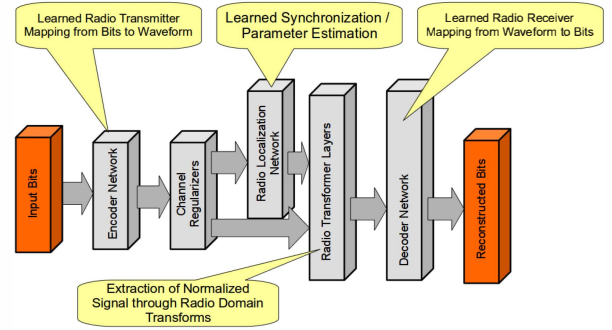 Learned Radio Transmitter
Mapping from Bits to Waveform
Learned Synchronization /
Parameter Estimation
Learned Radio Receiver
Mapping from Waveform to Bits
Input Bits
Encoder Network
Channel
Regularizers
Radio Localization
Network
Radio Transformer Layers
Decoder Network
Reconstructed Bits
Extraction of Normalized
Signal through Radio Domain
Transforms